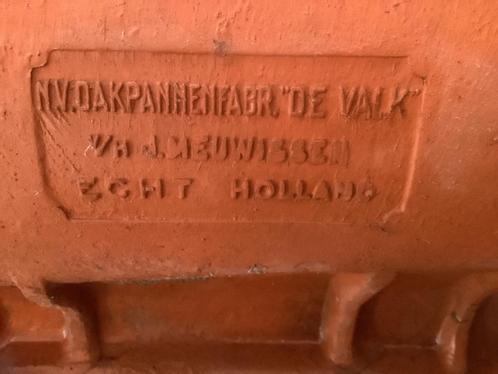 N.V. DAKPANNENFABR. "DE VALK"
V/H J. MEUWISSEN
ECHT HOLLAND